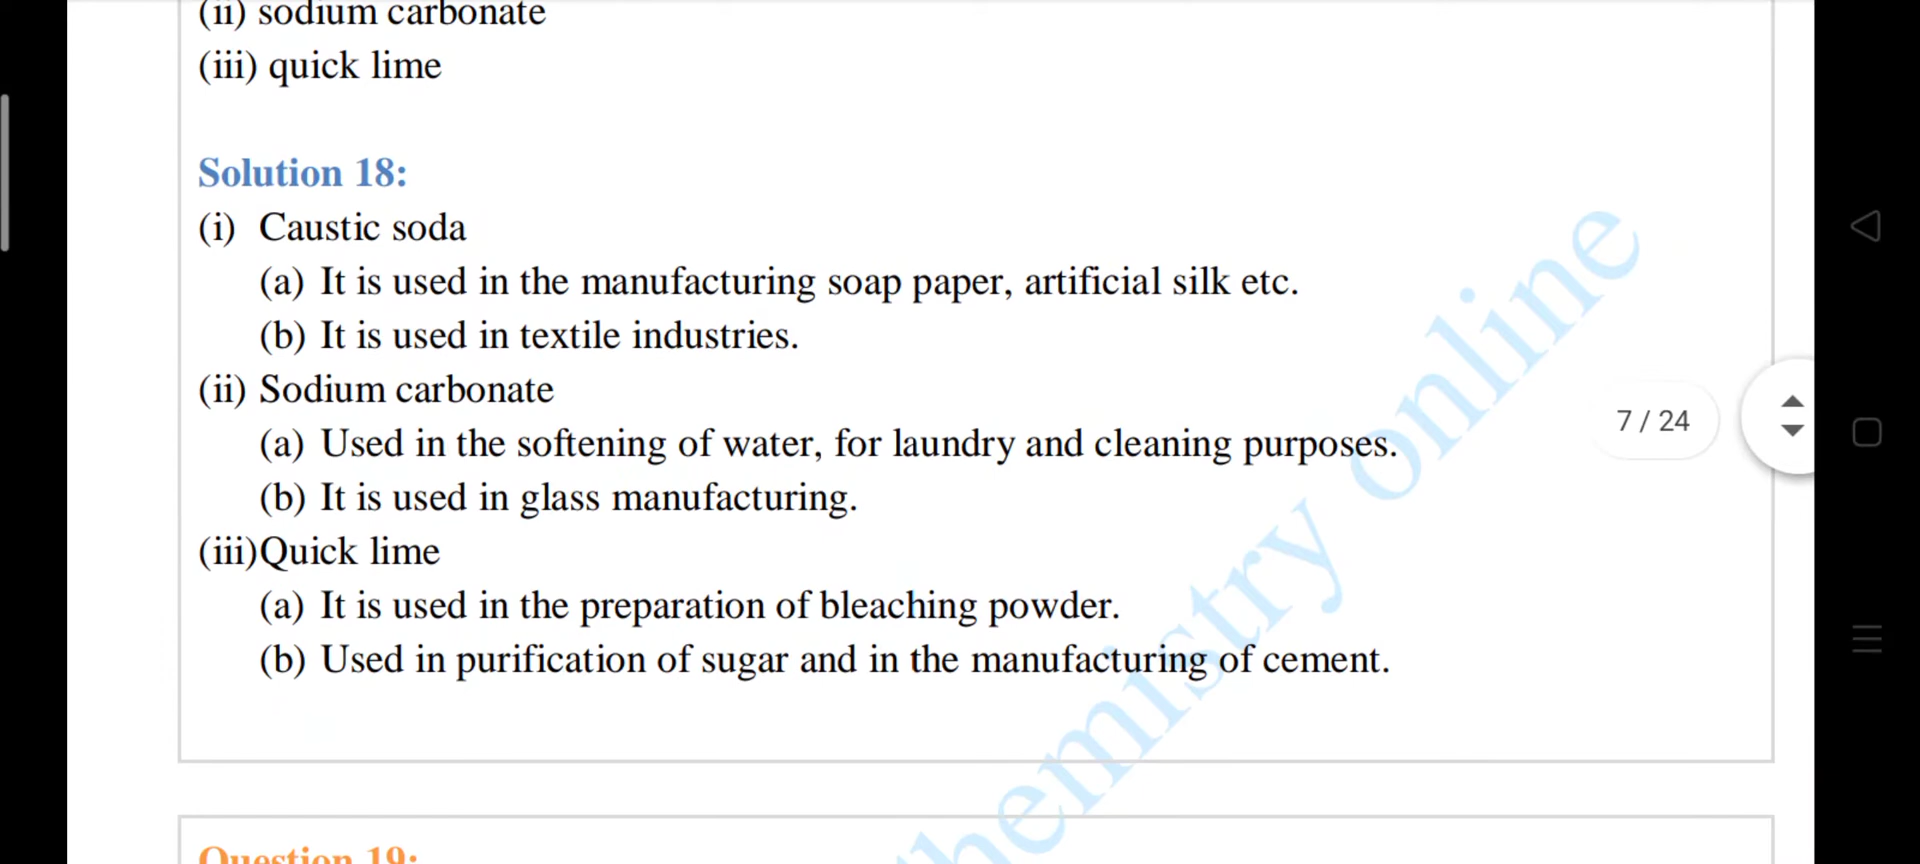 (ii) sodium carbonate
(iii) quick lime
Solution 18:
(i) Caustic soda
(a) It is used in the manufacturing soap paper, artificial silk etc.
(b) It is used in textile industries.
(ii) Sodium carbonate
(a) Used in the softening of water, for laundry and cleaning purposes.
(b) It is used in glass manufacturing.
7 / 24
(iii)Quick lime
(a) It is used in the preparation of bleaching powder.
(b) Used in purification of sugar and in the manufacturing of cement.
hemistry online
Question 19: